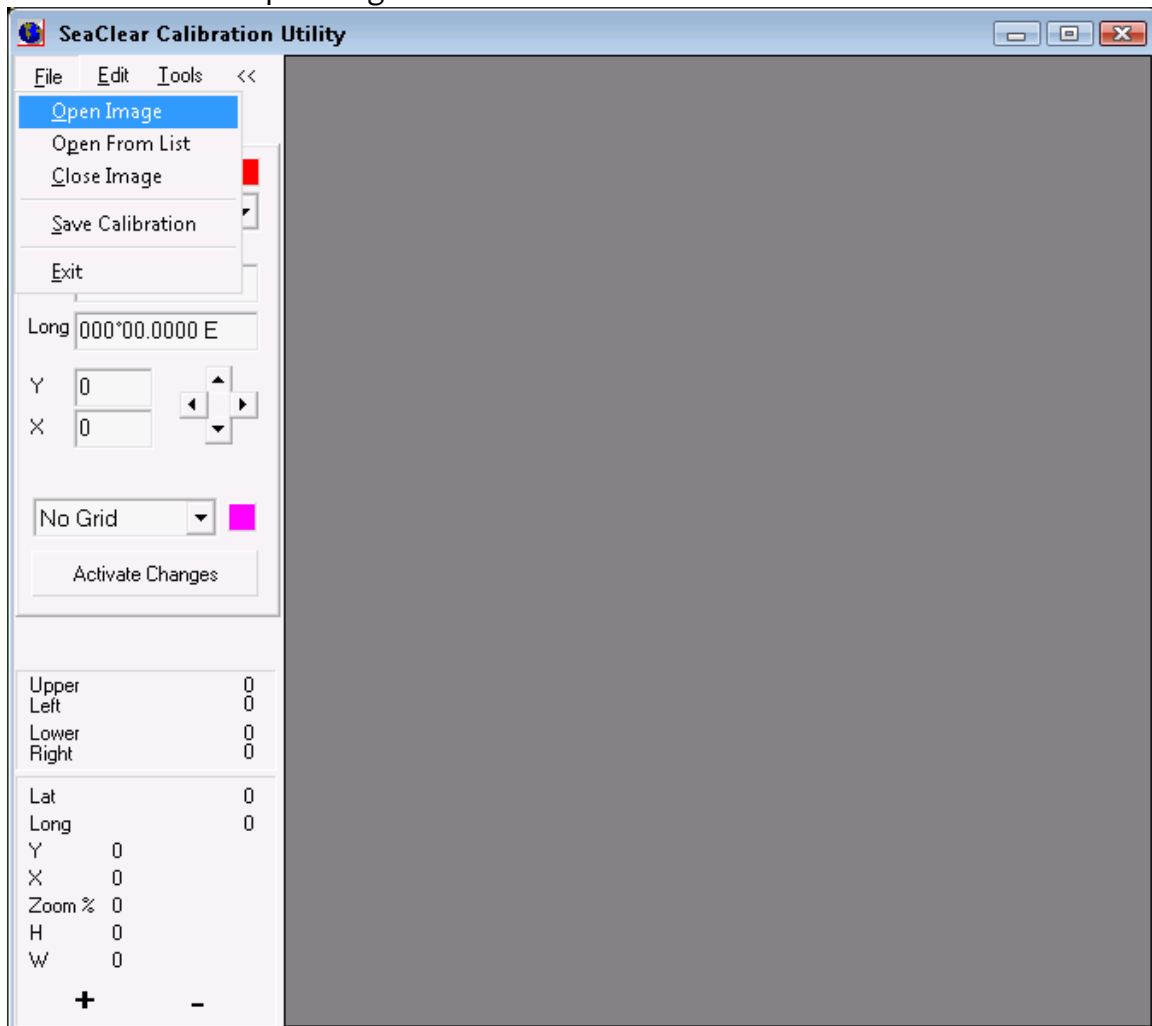 SeaClear Calibration Utility
File Edit Tools <<
Open Image
Open From List
Close Image
Save Calibration
Exit
Long 000°00.0000 E
Y 0
X 0
No Grid
Activate Changes
Upper 0
Left 0
Lower 0
Right 0
Lat 0
Long 0
Y 0
X 0
Zoom % 0
H 0
W 0
+ -